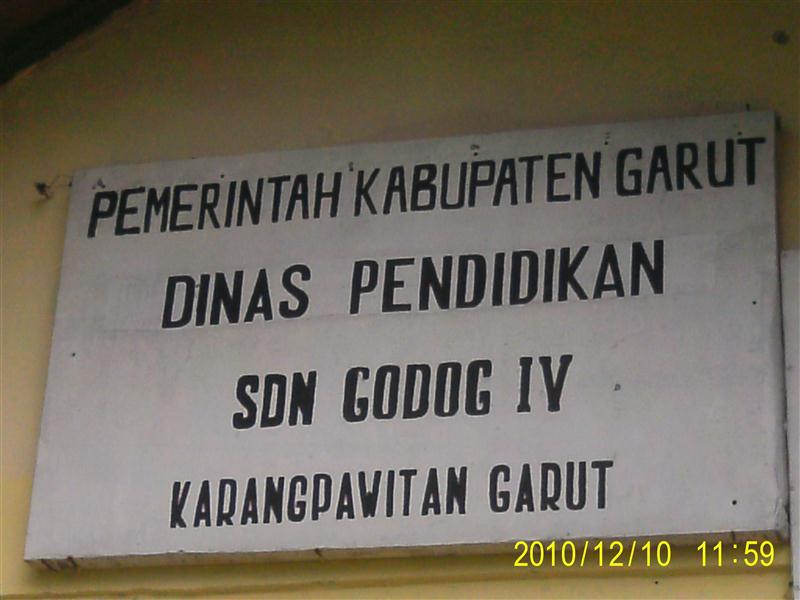 PEMERINTAH KABUPATEN GARUT
DINAS PENDIDIKAN
SDN GODOG IV
KARANGPAWITAN GARUT
2010/12/10 11:59